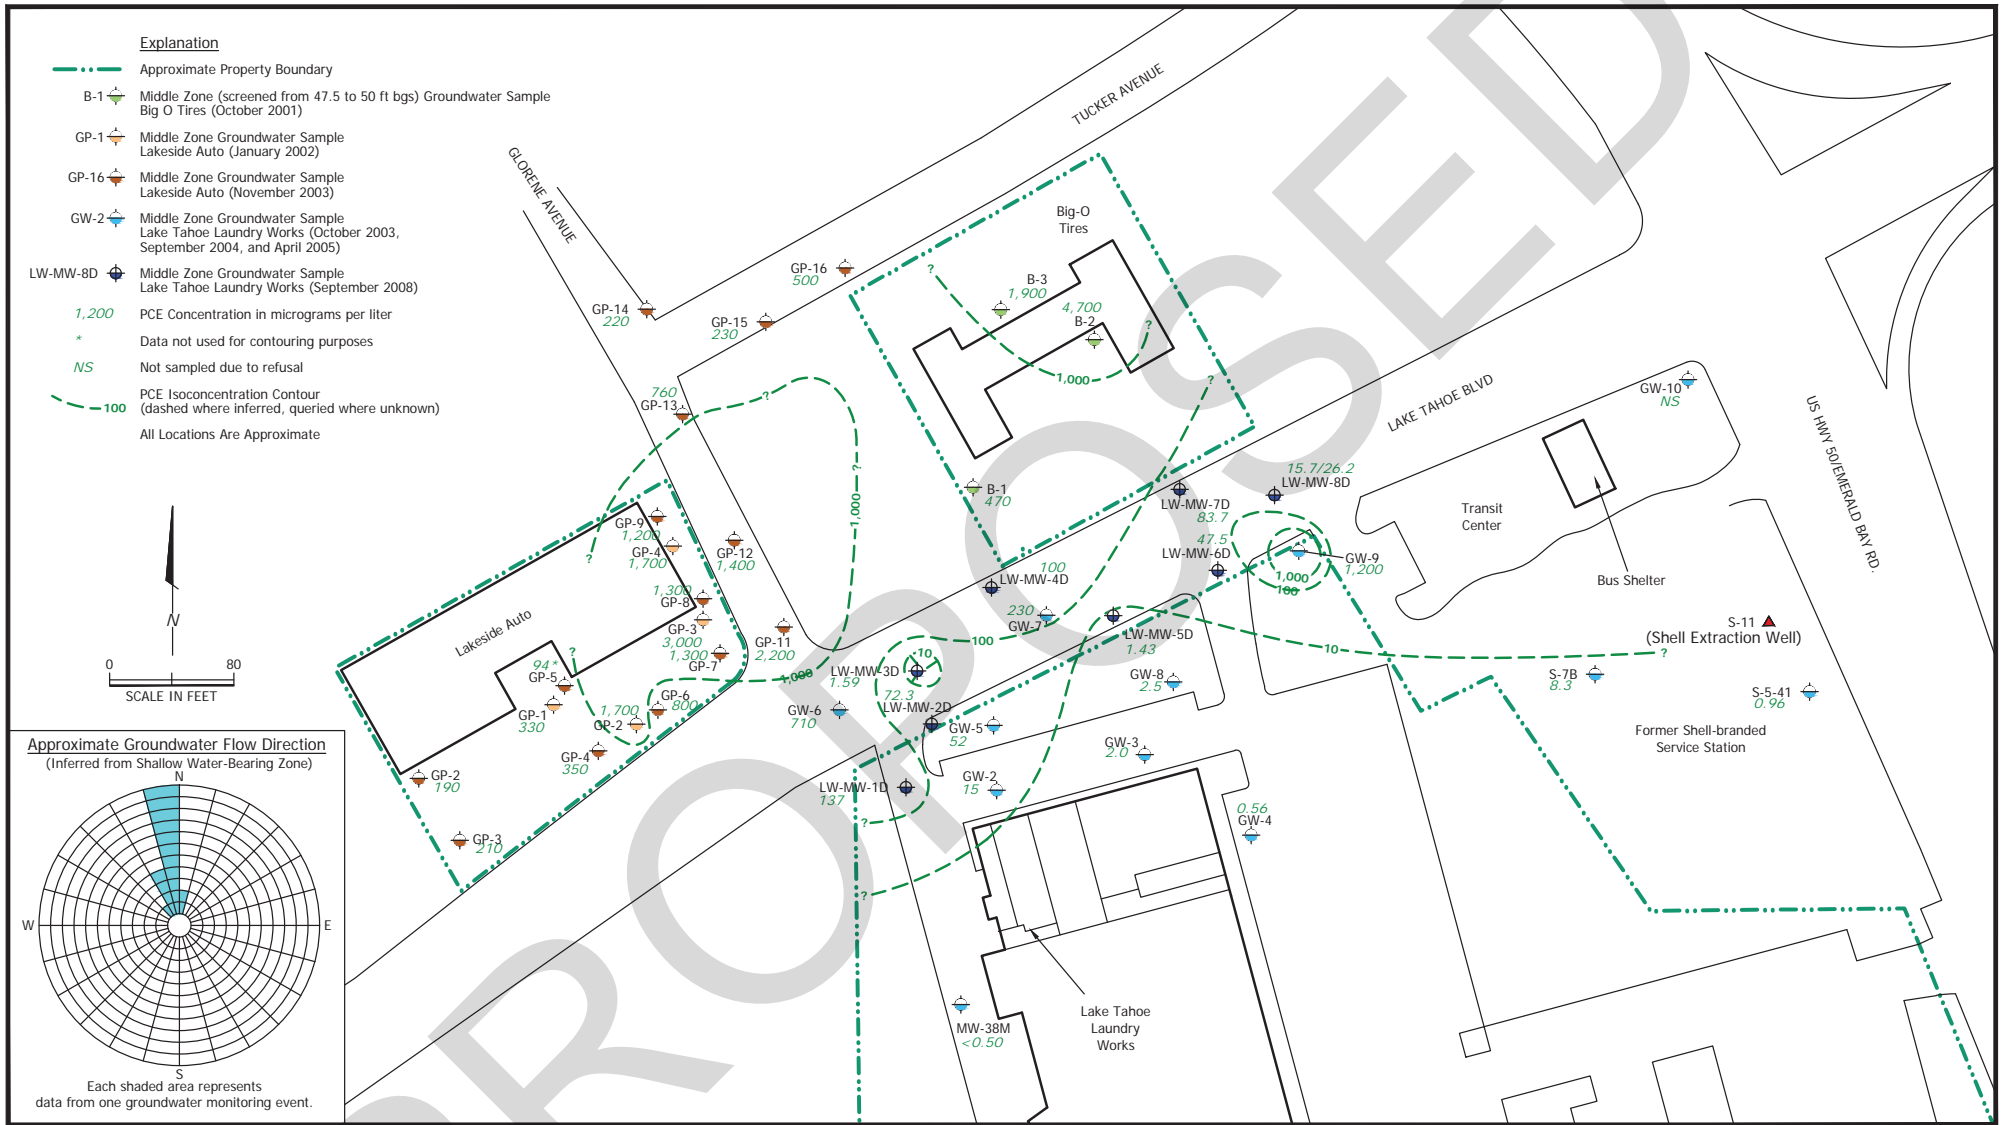 Explanation
Approximate Property Boundary
B-1
Middle Zone (screened from 47.5 to 50 ft bgs) Groundwater Sample
Big O Tires (October 2001)
GP-1
Middle Zone Groundwater Sample
Lakeside Auto (January 2002)
GP-16
Middle Zone Groundwater Sample
Lakeside Auto (November 2003)
GW-2
Middle Zone Groundwater Sample
Lake Tahoe Laundry Works (October 2003,
September 2004, and April 2005)
LW-MW-8D
Middle Zone Groundwater Sample
Lake Tahoe Laundry Works (September 2008)
1,200
PCE Concentration in micrograms per liter
*
Data not used for contouring purposes
NS
Not sampled due to refusal
100
PCE Isoconcentration Contour
(dashed where inferred, queried where unknown)
All Locations Are Approximate
N
0 80
SCALE IN FEET
Approximate Groundwater Flow Direction
(Inferred from Shallow Water-Bearing Zone)
N
W
E
S
Each shaded area represents
data from one groundwater monitoring event.
PROPOSED
GLORENE AVENUE
TUCKER AVENUE
LAKE TAHOE BLVD
US HWY 50/EMERALD BAY RD.
Big-O
Tires
GP-16
500
GP-14
220
GP-15
230
760
GP-13
B-3
1,900
4,700
B-2
?
?
1,000
?
?
?
1,000
?
B-1
470
GP-9
1,200
GP-4
1,700
GP-12
1,400
1,300
GP-8
GP-3
3,000
1,300
GP-7
GP-11
2,200
Lakeside Auto
?
94*
GP-5
GP-1
330
1,700
GP-2
GP-6
800
GP-4
350
GP-2
190
GP-3
210
1,000
LW-MW-3D
1.59
10
100
72.3
LW-MW-2D
GW-6
710
GW-5
52
LW-MW-1D
137
GW-2
15
?
?
100
LW-MW-4D
230
GW-7
LW-MW-5D
1.43
GW-8
2.5
GW-3
2.0
0.56
GW-4
LW-MW-7D
83.7
47.5
LW-MW-6D
15.7/26.2
LW-MW-8D
GW-9
1,200
1,000
100
10
?
GW-10
NS
Transit
Center
Bus Shelter
S-11
(Shell Extraction Well)
S-7B
8.3
S-5-41
0.96
Former Shell-branded
Service Station
MW-38M
<0.50
Lake Tahoe
Laundry
Works